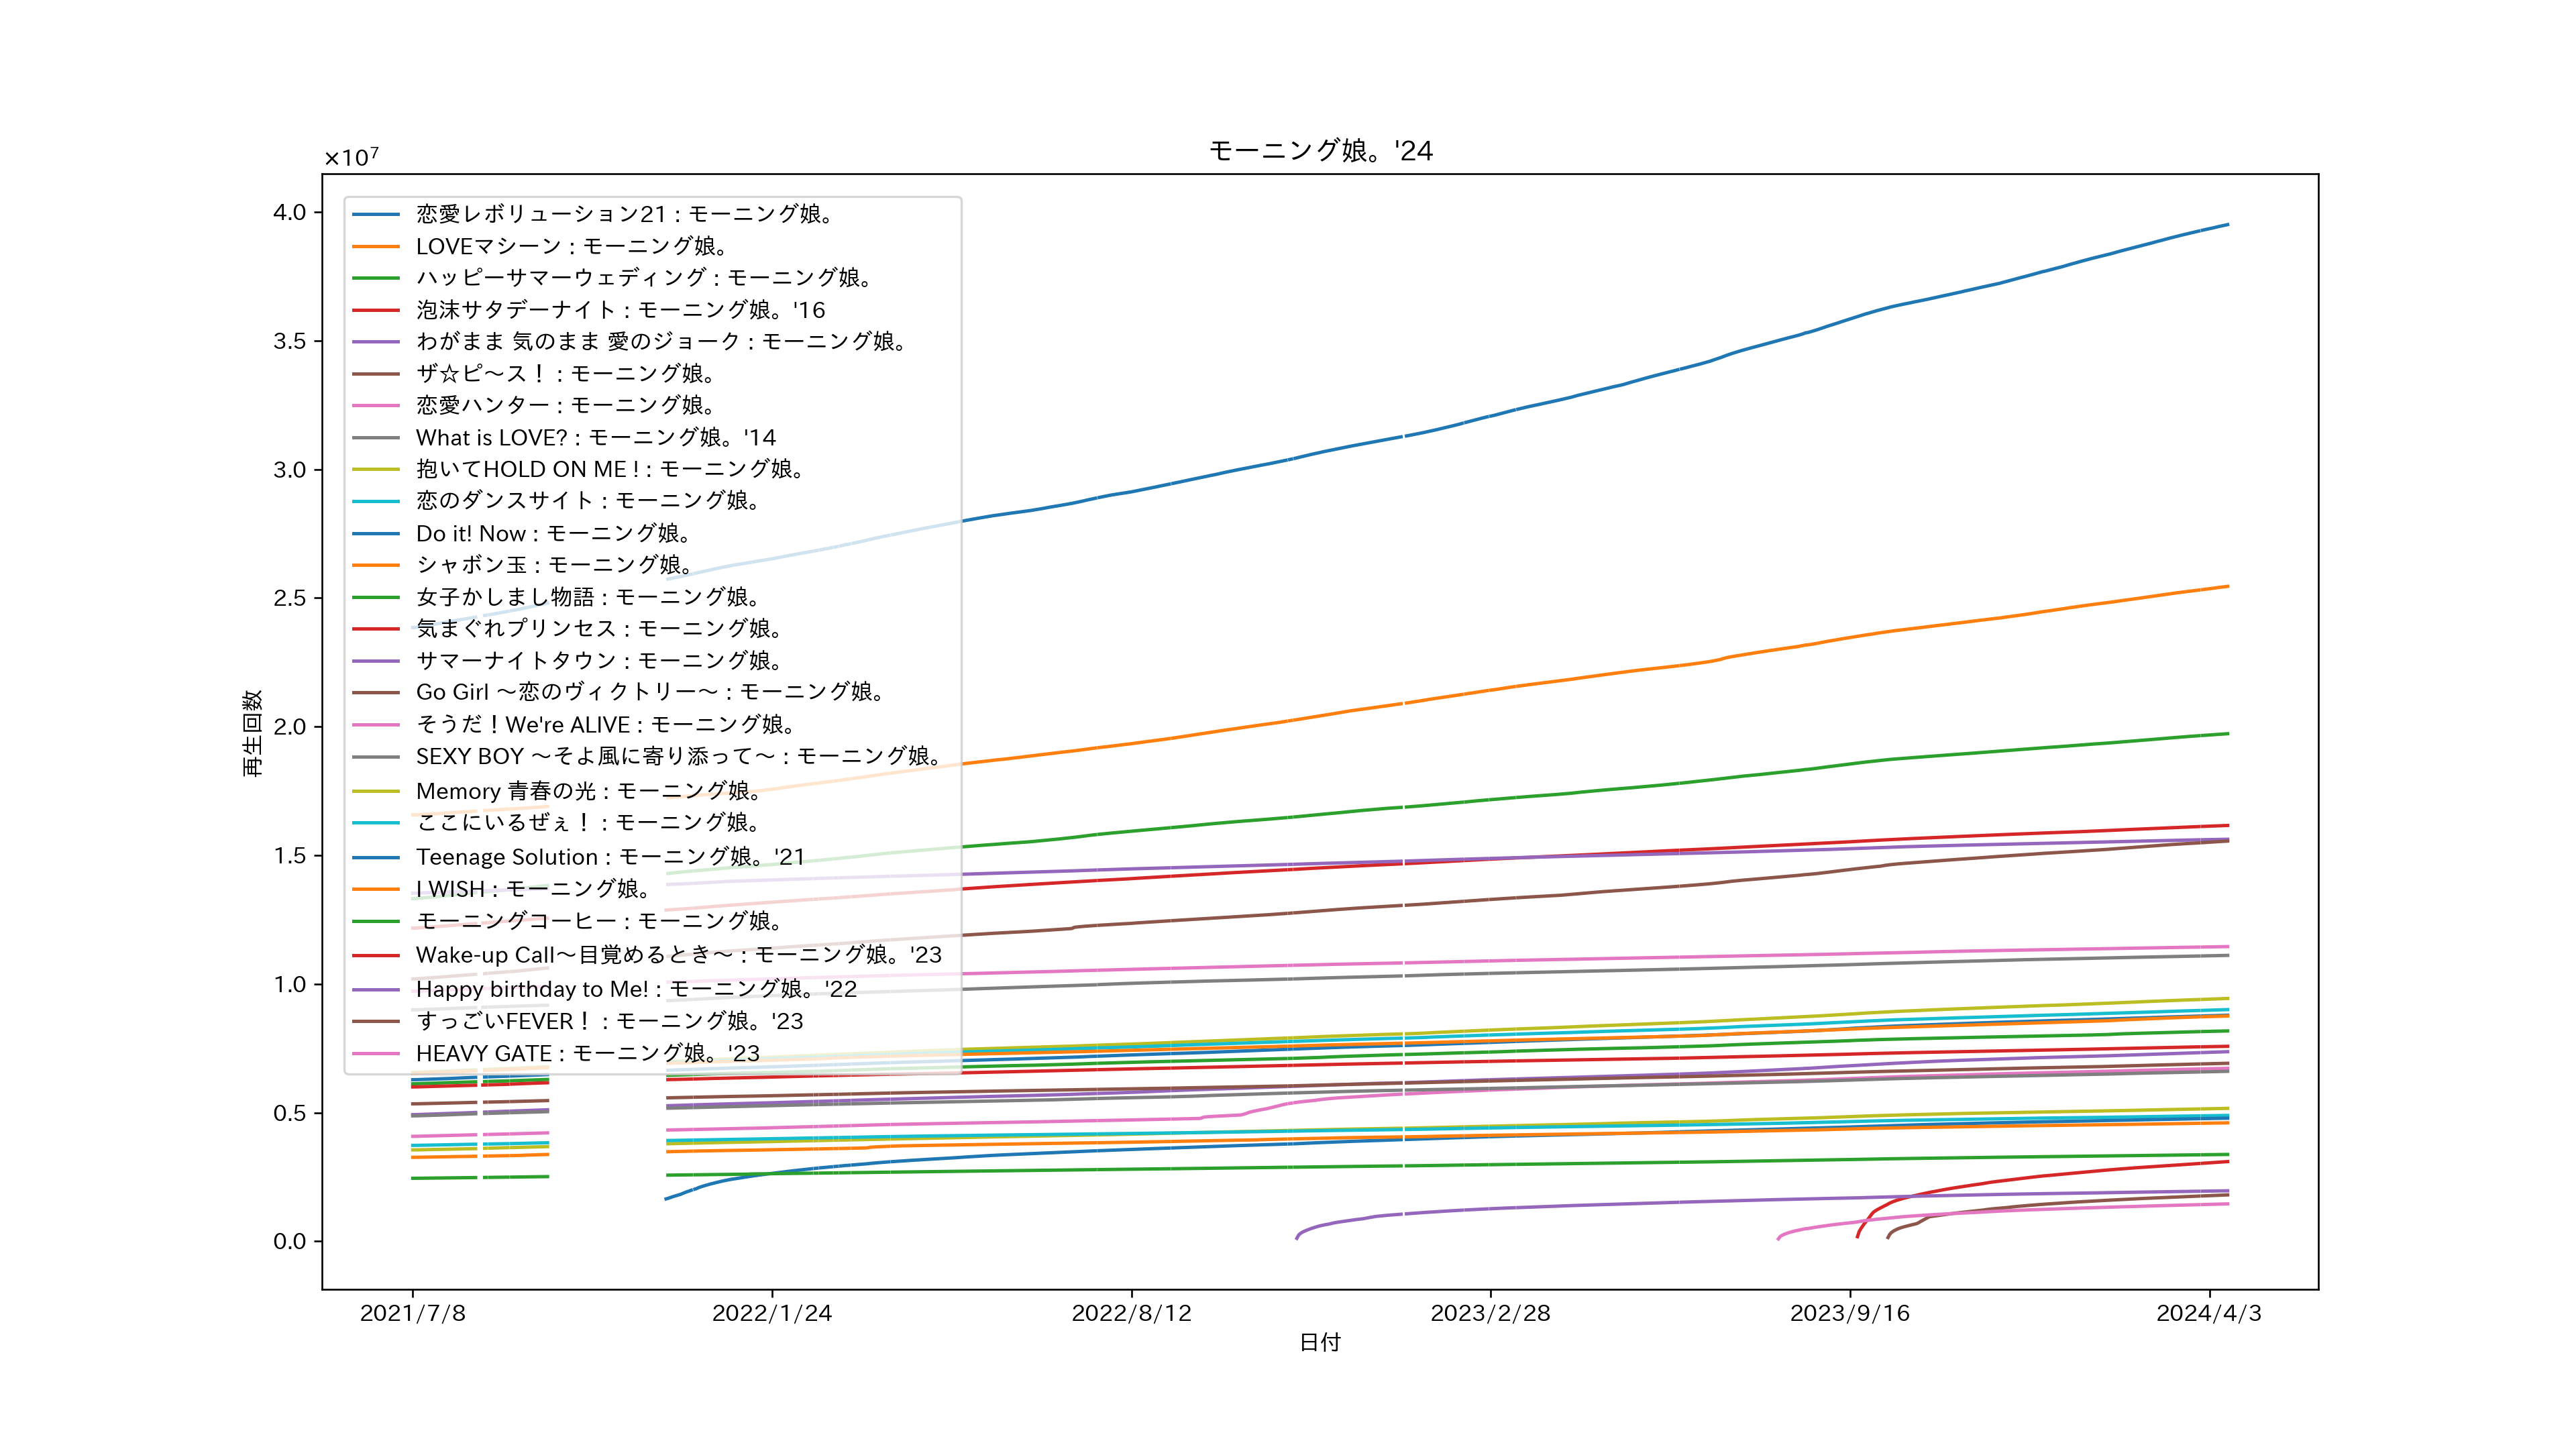 モーニング娘。'24
×10⁷
4.0
3.5
3.0
2.5
2.0
1.5
1.0
0.5
0.0
再生回数
恋愛レボリューション21 : モーニング娘。
LOVEマシーン : モーニング娘。
ハッピーサマーウェディング : モーニング娘。
泡沫サタデーナイト : モーニング娘。'16
わがまま 気のまま 愛のジョーク : モーニング娘。
ザ☆ピ～ス！ : モーニング娘。
恋愛ハンター : モーニング娘。
What is LOVE? : モーニング娘。'14
抱いてHOLD ON ME ! : モーニング娘。
恋のダンスサイト : モーニング娘。
Do it! Now : モーニング娘。
シャボン玉 : モーニング娘。
女子かしまし物語 : モーニング娘。
気まぐれプリンセス : モーニング娘。
サマーナイトタウン : モーニング娘。
Go Girl ～恋のヴィクトリー～ : モーニング娘。
そうだ！We're ALIVE : モーニング娘。
SEXY BOY ～そよ風に寄り添って～ : モーニング娘。
Memory 青春の光 : モーニング娘。
ここにいるぜぇ！ : モーニング娘。
Teenage Solution : モーニング娘。'21
I WISH : モーニング娘。
モーニングコーヒー : モーニング娘。
Wake-up Call～目覚めるとき～ : モーニング娘。'23
Happy birthday to Me! : モーニング娘。'22
すっごいFEVER！ : モーニング娘。'23
HEAVY GATE : モーニング娘。'23
2021/7/8
2022/1/24
2022/8/12
2023/2/28
2023/9/16
2024/4/3
日付